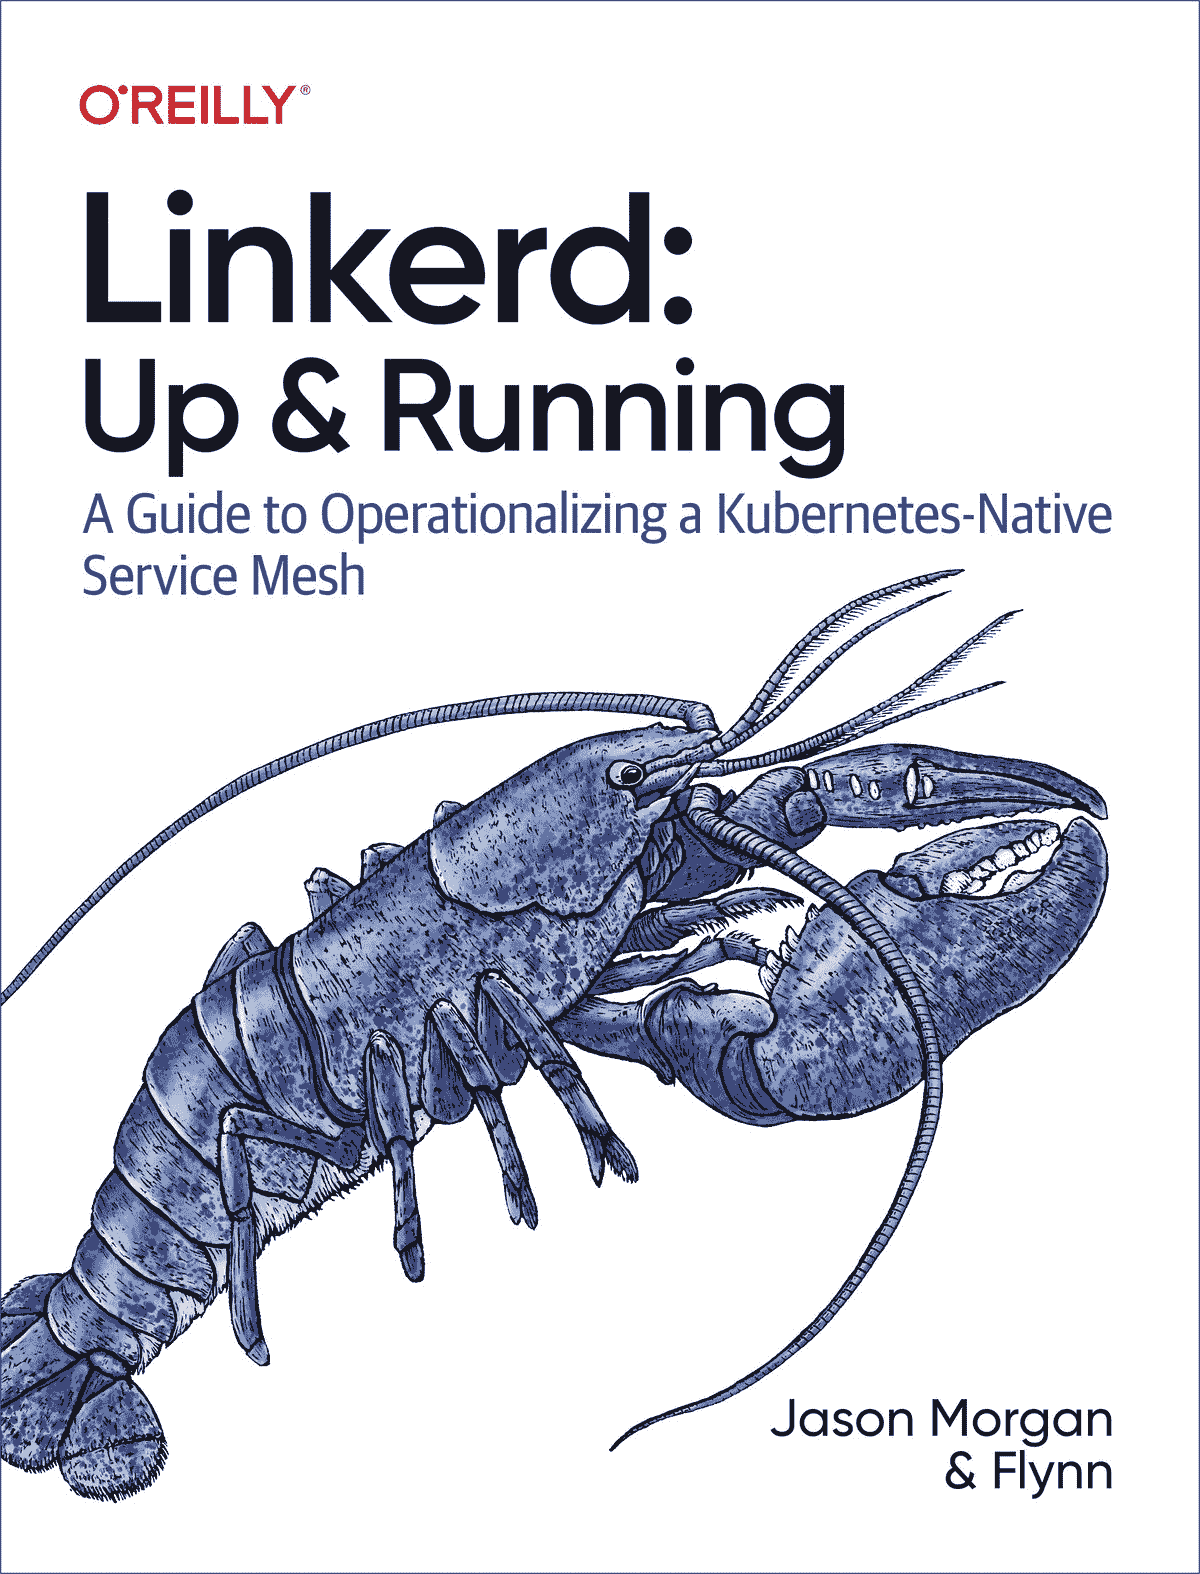 O'REILLY®
Linkerd:
Up & Running
A Guide to Operationalizing a Kubernetes-Native
Service Mesh
Jason Morgan
& Flynn